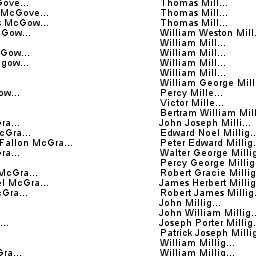 Gove... Thomas Mill...
McGove... Thomas Mill...
McGow... Thomas Mill...
Gow... William Weston Mill...
William Mill...
Gow... William Mill...
gow... William Mill...
William Mill...
William George Mill
ow... Percy Mille...
Victor Mille...
Bertram William Mill
Gra... John Joseph Milli...
cGra... Edward Noel Millig...
Fallon McGra... Peter Edward Millig...
ra... Walter George Millig
Percy George Millig
McGra... Robert Gracie Millig
el McGra... James Herbert Millig
cGra... Robert James Millig...
John Millig...
John William Millig...
... Joseph Porter Millig...
Patrick Joseph Millig
William Millig...
Gra... William Millig...